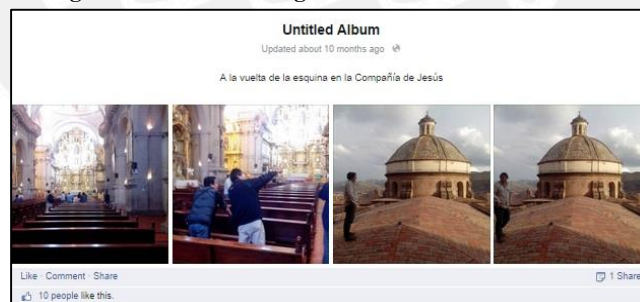 Untitled Album
Updated about 10 months ago
A la vuelta de la esquina en la Compañía de Jesús
Like · Comment · Share
1 Share
10 people like this.